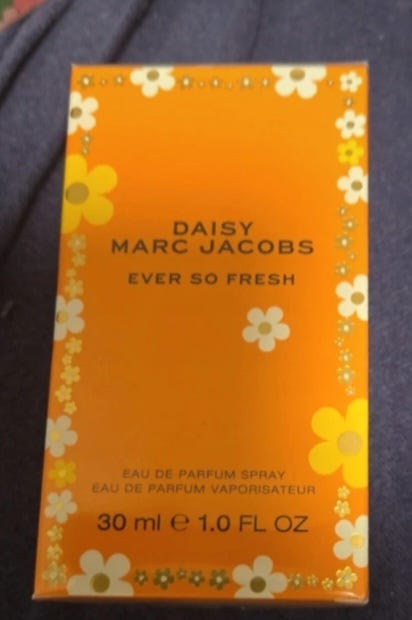 DAISY
MARC JACOBS
EVER SO FRESH
EAU DE PARFUM SPRAY
EAU DE PARFUM VAPORISATEUR
30 ml ℮ 1.0 FL OZ